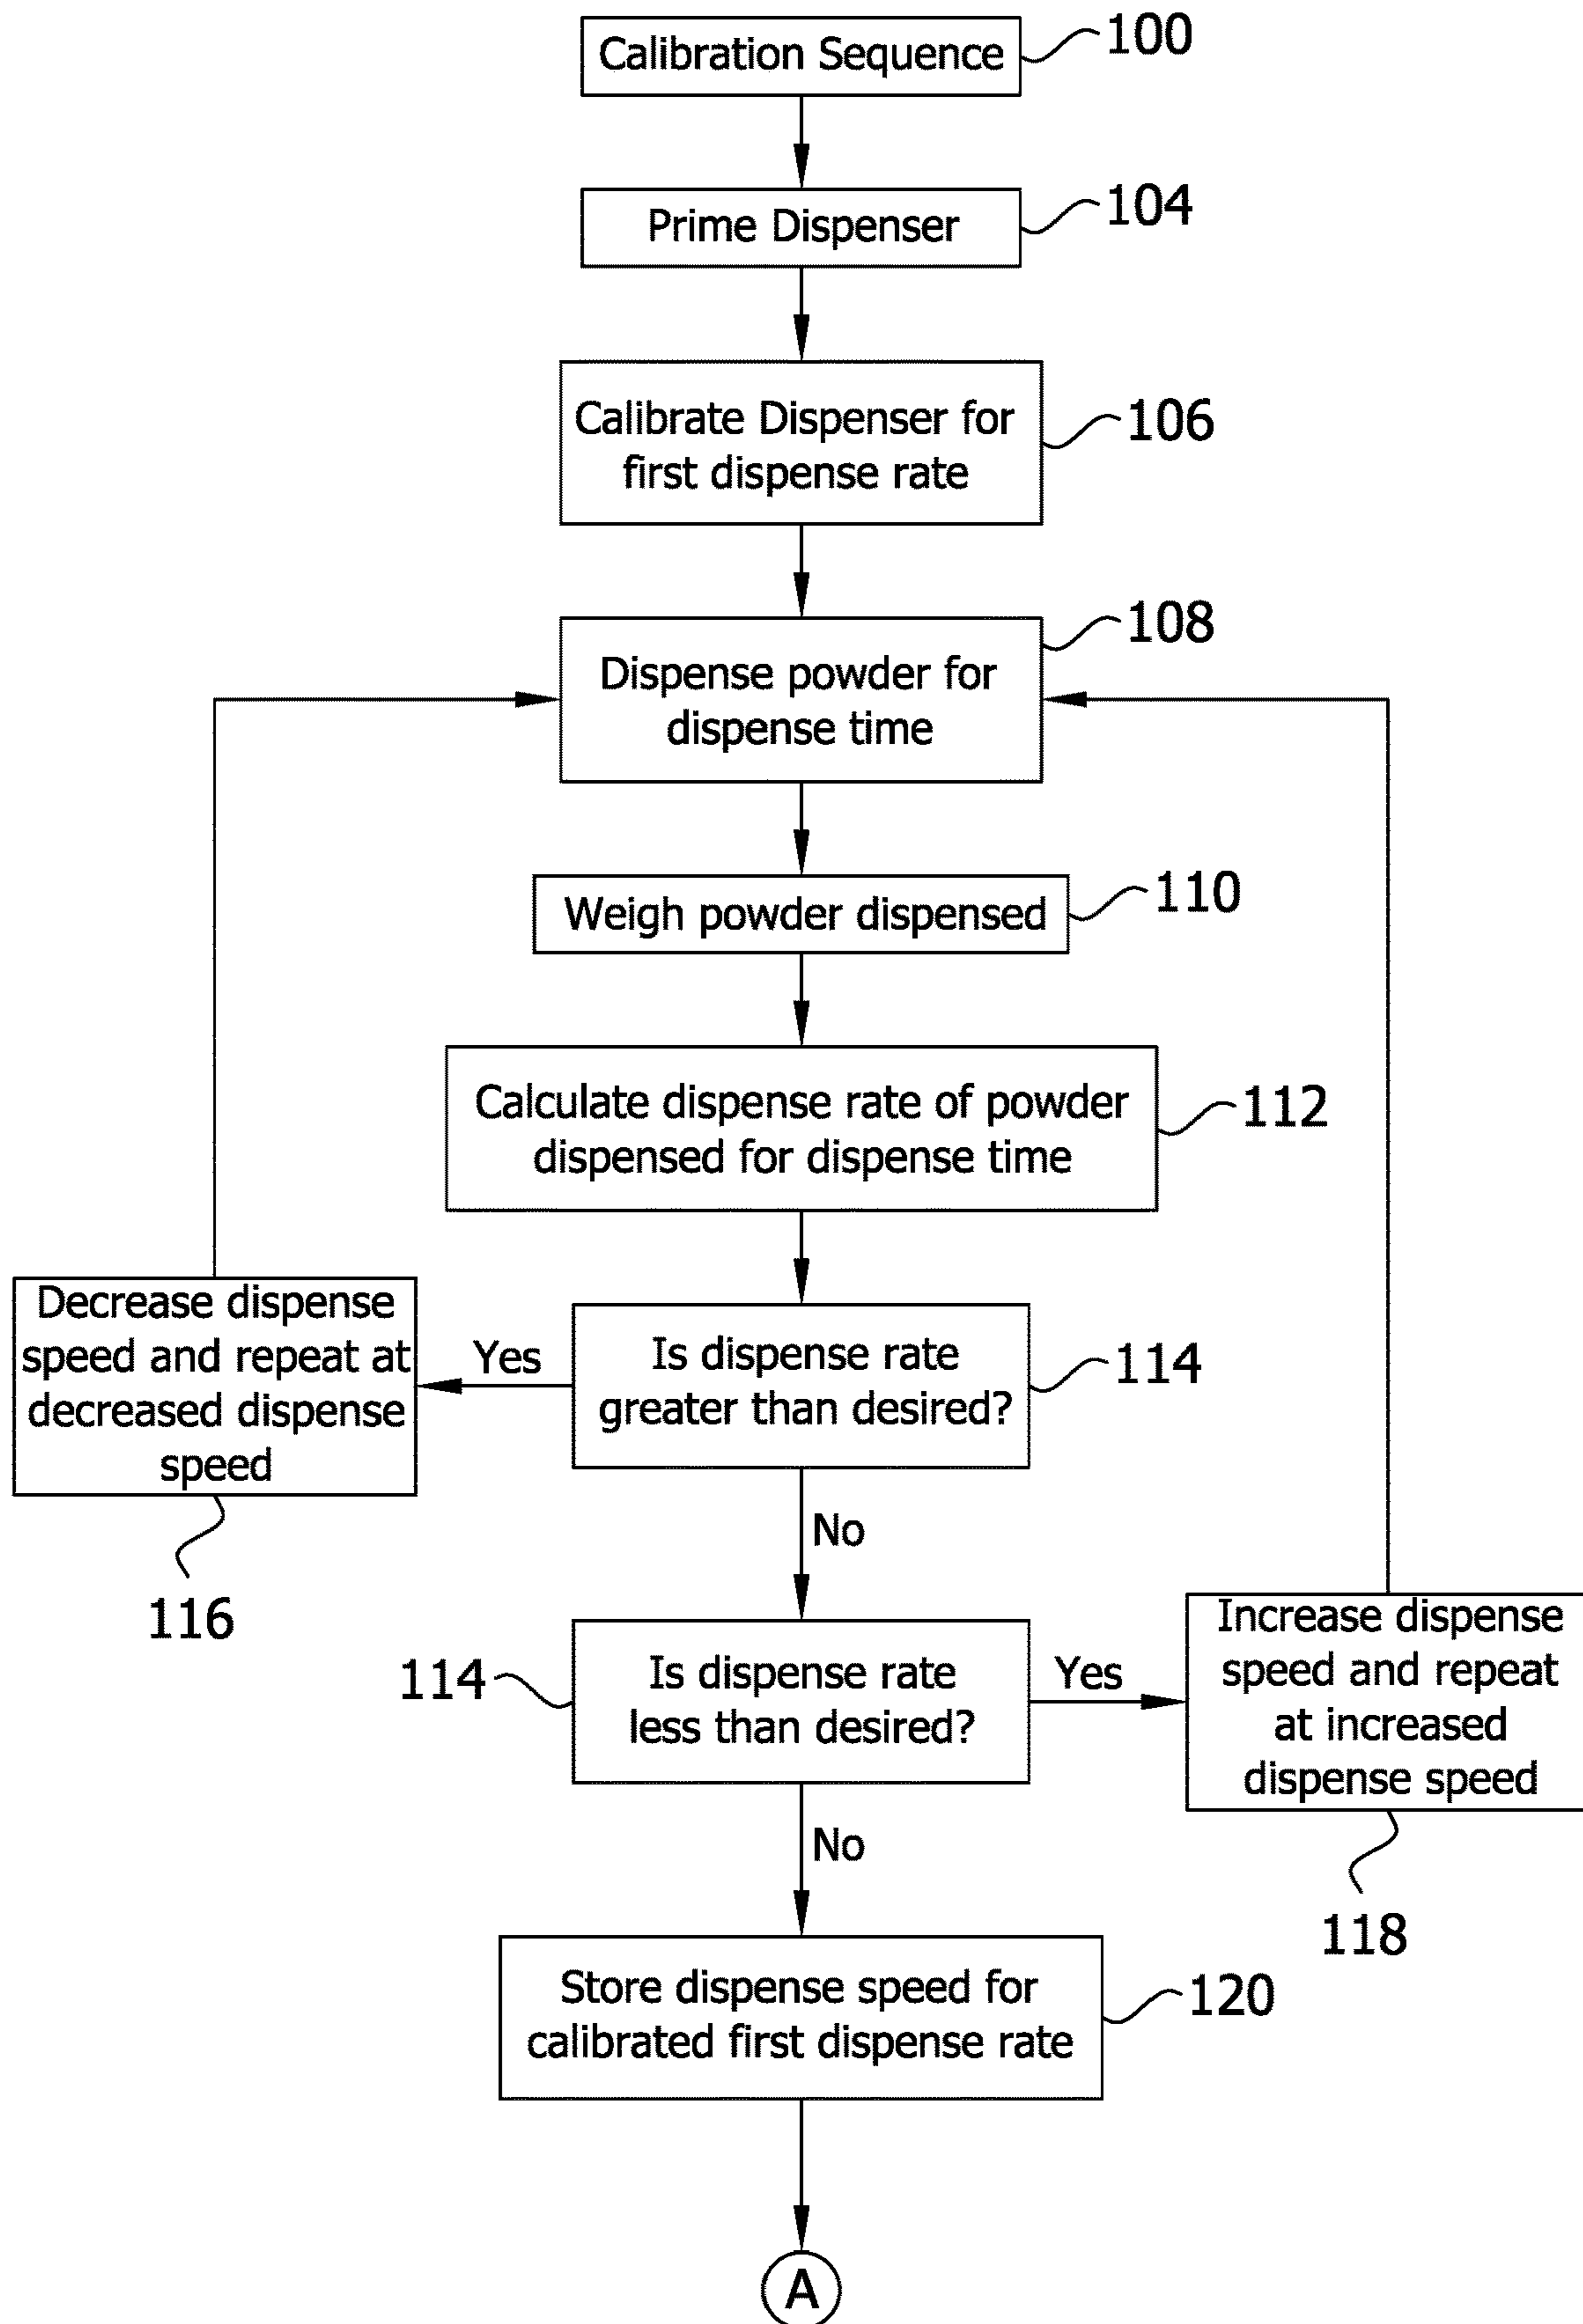 Calibration Sequence
100
Prime Dispenser
104
Calibrate Dispenser for
first dispense rate
106
Dispense powder for
dispense time
108
Weigh powder dispensed
110
Calculate dispense rate of powder
dispensed for dispense time
112
Decrease dispense
speed and repeat at
decreased dispense
speed
116
Yes
Is dispense rate
greater than desired?
114
No
114
Is dispense rate
less than desired?
Yes
Increase dispense
speed and repeat
at increased
dispense speed
118
No
Store dispense speed for
calibrated first dispense rate
120
A